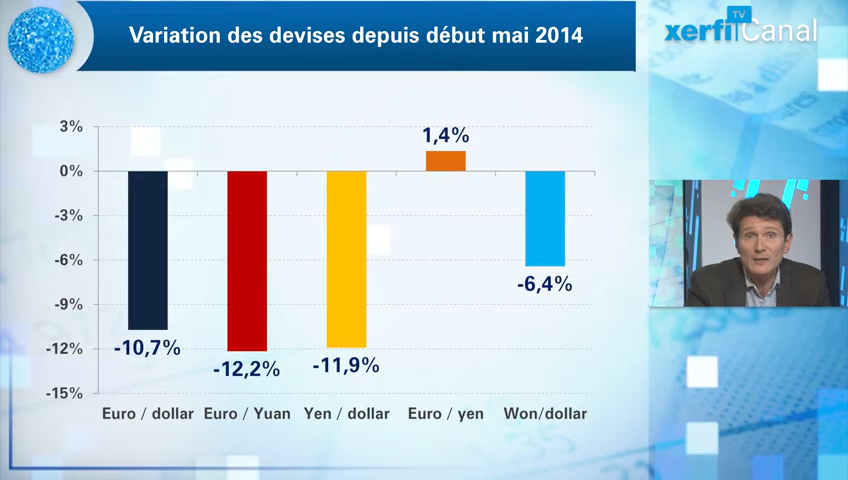 Variation des devises depuis début mai 2014
xerfi TV Canal
3%
0%
-3%
-6%
-9%
-12%
-15%
-10,7%
-12,2%
-11,9%
1,4%
-6,4%
Euro / dollar
Euro / Yuan
Yen / dollar
Euro / yen
Won/dollar